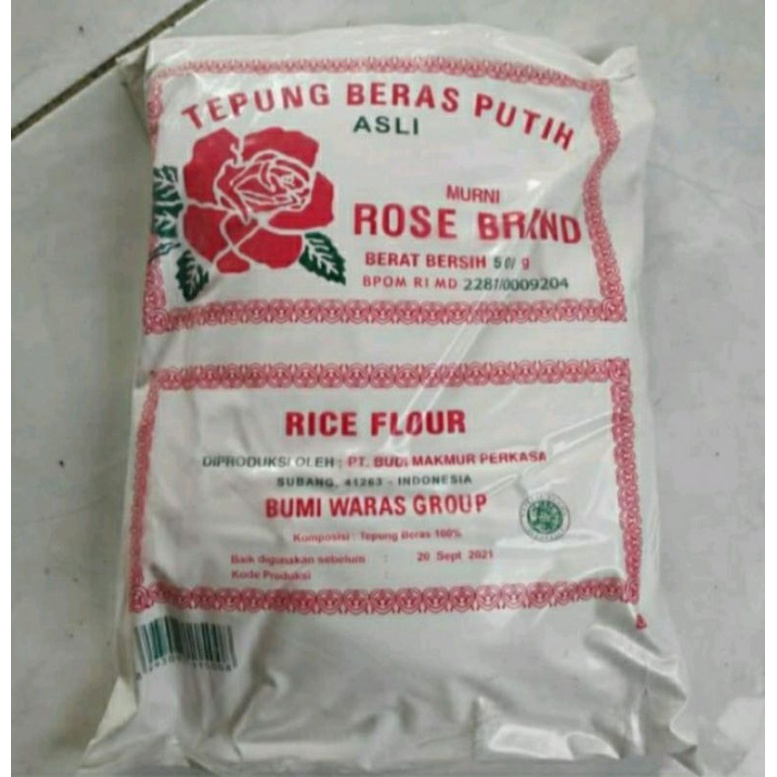 TEPUNG BERAS PUTIH
ASLI
MURNI
ROSE BRAND
BERAT BERSIH
BPOM RI MD
RICE FLOUR
DIPRODUKSI OLEH : PT. BUDI MAKMUR PERKASA
SUBANG, 41263 - INDONESIA
BUMI WARAS GROUP
Komposisi : Tepung Beras 100%
Baik digunakan sebelum : 20 Sept 2021
Kode Produksi :